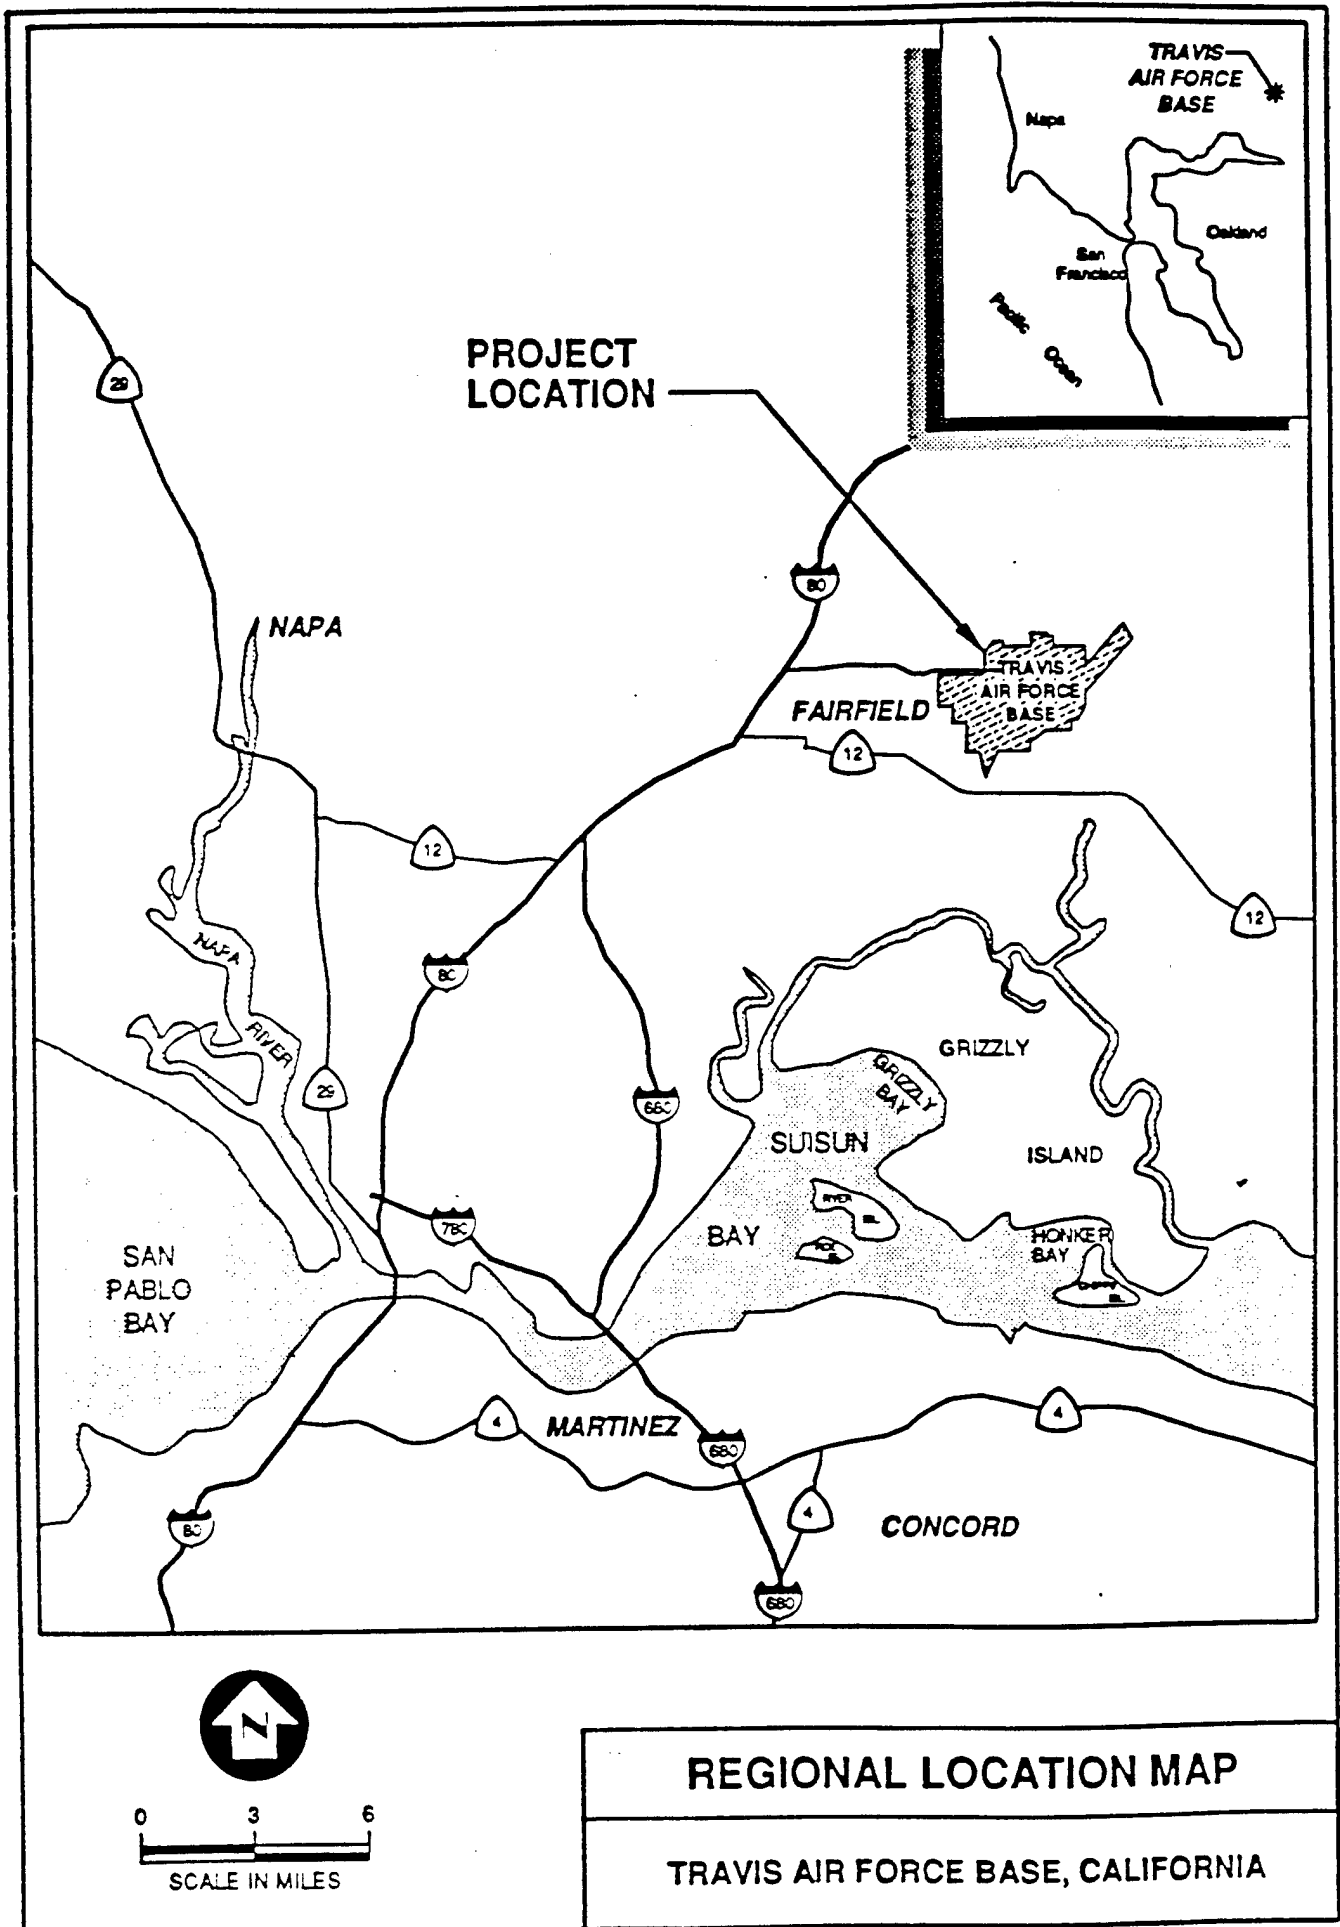 TRAVIS
AIR FORCE
BASE
Napa
Oakland
San
Francisco
Pacific
Ocean
PROJECT
LOCATION
29
80
NAPA
TRAVIS
AIR FORCE
BASE
FAIRFIELD
12
12
12
NAPA
RIVER
80
29
680
GRIZZLY
GRIZZLY
BAY
SUISUN
ISLAND
RYER
ISL
BAY
HONKER
BAY
ISL
780
SAN
PABLO
BAY
4
MARTINEZ
680
4
4
CONCORD
80
680
N
0 3 6
SCALE IN MILES
REGIONAL LOCATION MAP
TRAVIS AIR FORCE BASE, CALIFORNIA